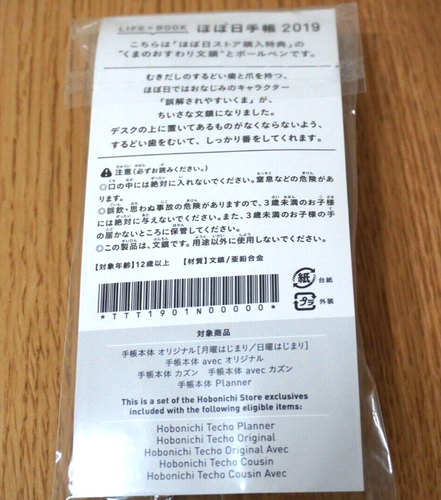 LIFE・BOOK ほぼ日手帳 2019
こちらは「ほぼ日ストア購入特典」の
"くまのおすわり文鎮"とボールペンです。
むきだしのするどい歯と爪を持つ、
ほぼ日ではおなじみのキャラクター
「誤解されやすいくま」が、
ちいさな文鎮になりました。
デスクの上に置いてあるものがなくならないよう、
するどい歯をむいて、しっかり番をしてくれます。
注意（必ずお読みください。）
○口の中には絶対に入れないでください。窒息などの危険が
あります。
○誤飲・思わぬ事故の危険がありますので、3歳未満のお子様
には絶対に与えないでください。また、3歳未満のお子様の手
の届かないところに保管してください。
○この製品は、文鎮です。用途以外に使用しないでください。
【対象年齢】12歳以上 【材質】文鎮/亜鉛合金
紙 台紙
プラ 外装
*TTT1901N00000*
対象商品
手帳本体 オリジナル[月曜はじまり／日曜はじまり]
手帳本体 avec オリジナル
手帳本体 カズン 手帳本体 avec カズン
手帳本体 Planner
This is a set of the Hobonichi Store exclusives
included with the following eligible items:
Hobonichi Techo Planner
Hobonichi Techo Original
Hobonichi Techo Original Avec
Hobonichi Techo Cousin
Hobonichi Techo Cousin Avec